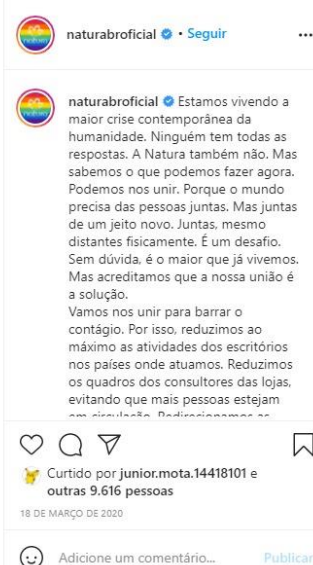 naturabroficial • Seguir
naturabroficial Estamos vivendo a
maior crise contemporânea da
humanidade. Ninguém tem todas as
respostas. A Natura também não. Mas
sabemos o que podemos fazer agora.
Podemos nos unir. Porque o mundo
precisa das pessoas juntas. Mas juntas
de um jeito novo. Juntas, mesmo
distantes fisicamente. É um desafio.
Sem dúvida, é o maior que já vivemos.
Mas acreditamos que a nossa união é
a solução.
Vamos nos unir para barrar o
contágio. Por isso, reduzimos ao
máximo as atividades dos escritórios
nos países onde atuamos. Reduzimos
os quadros dos consultores das lojas,
evitando que mais pessoas estejam
em circulação. Redirecionamos as
Curtido por junior.mota.14418101 e
outras 9.616 pessoas
18 DE MARÇO DE 2020
Adicione um comentário... Publicar